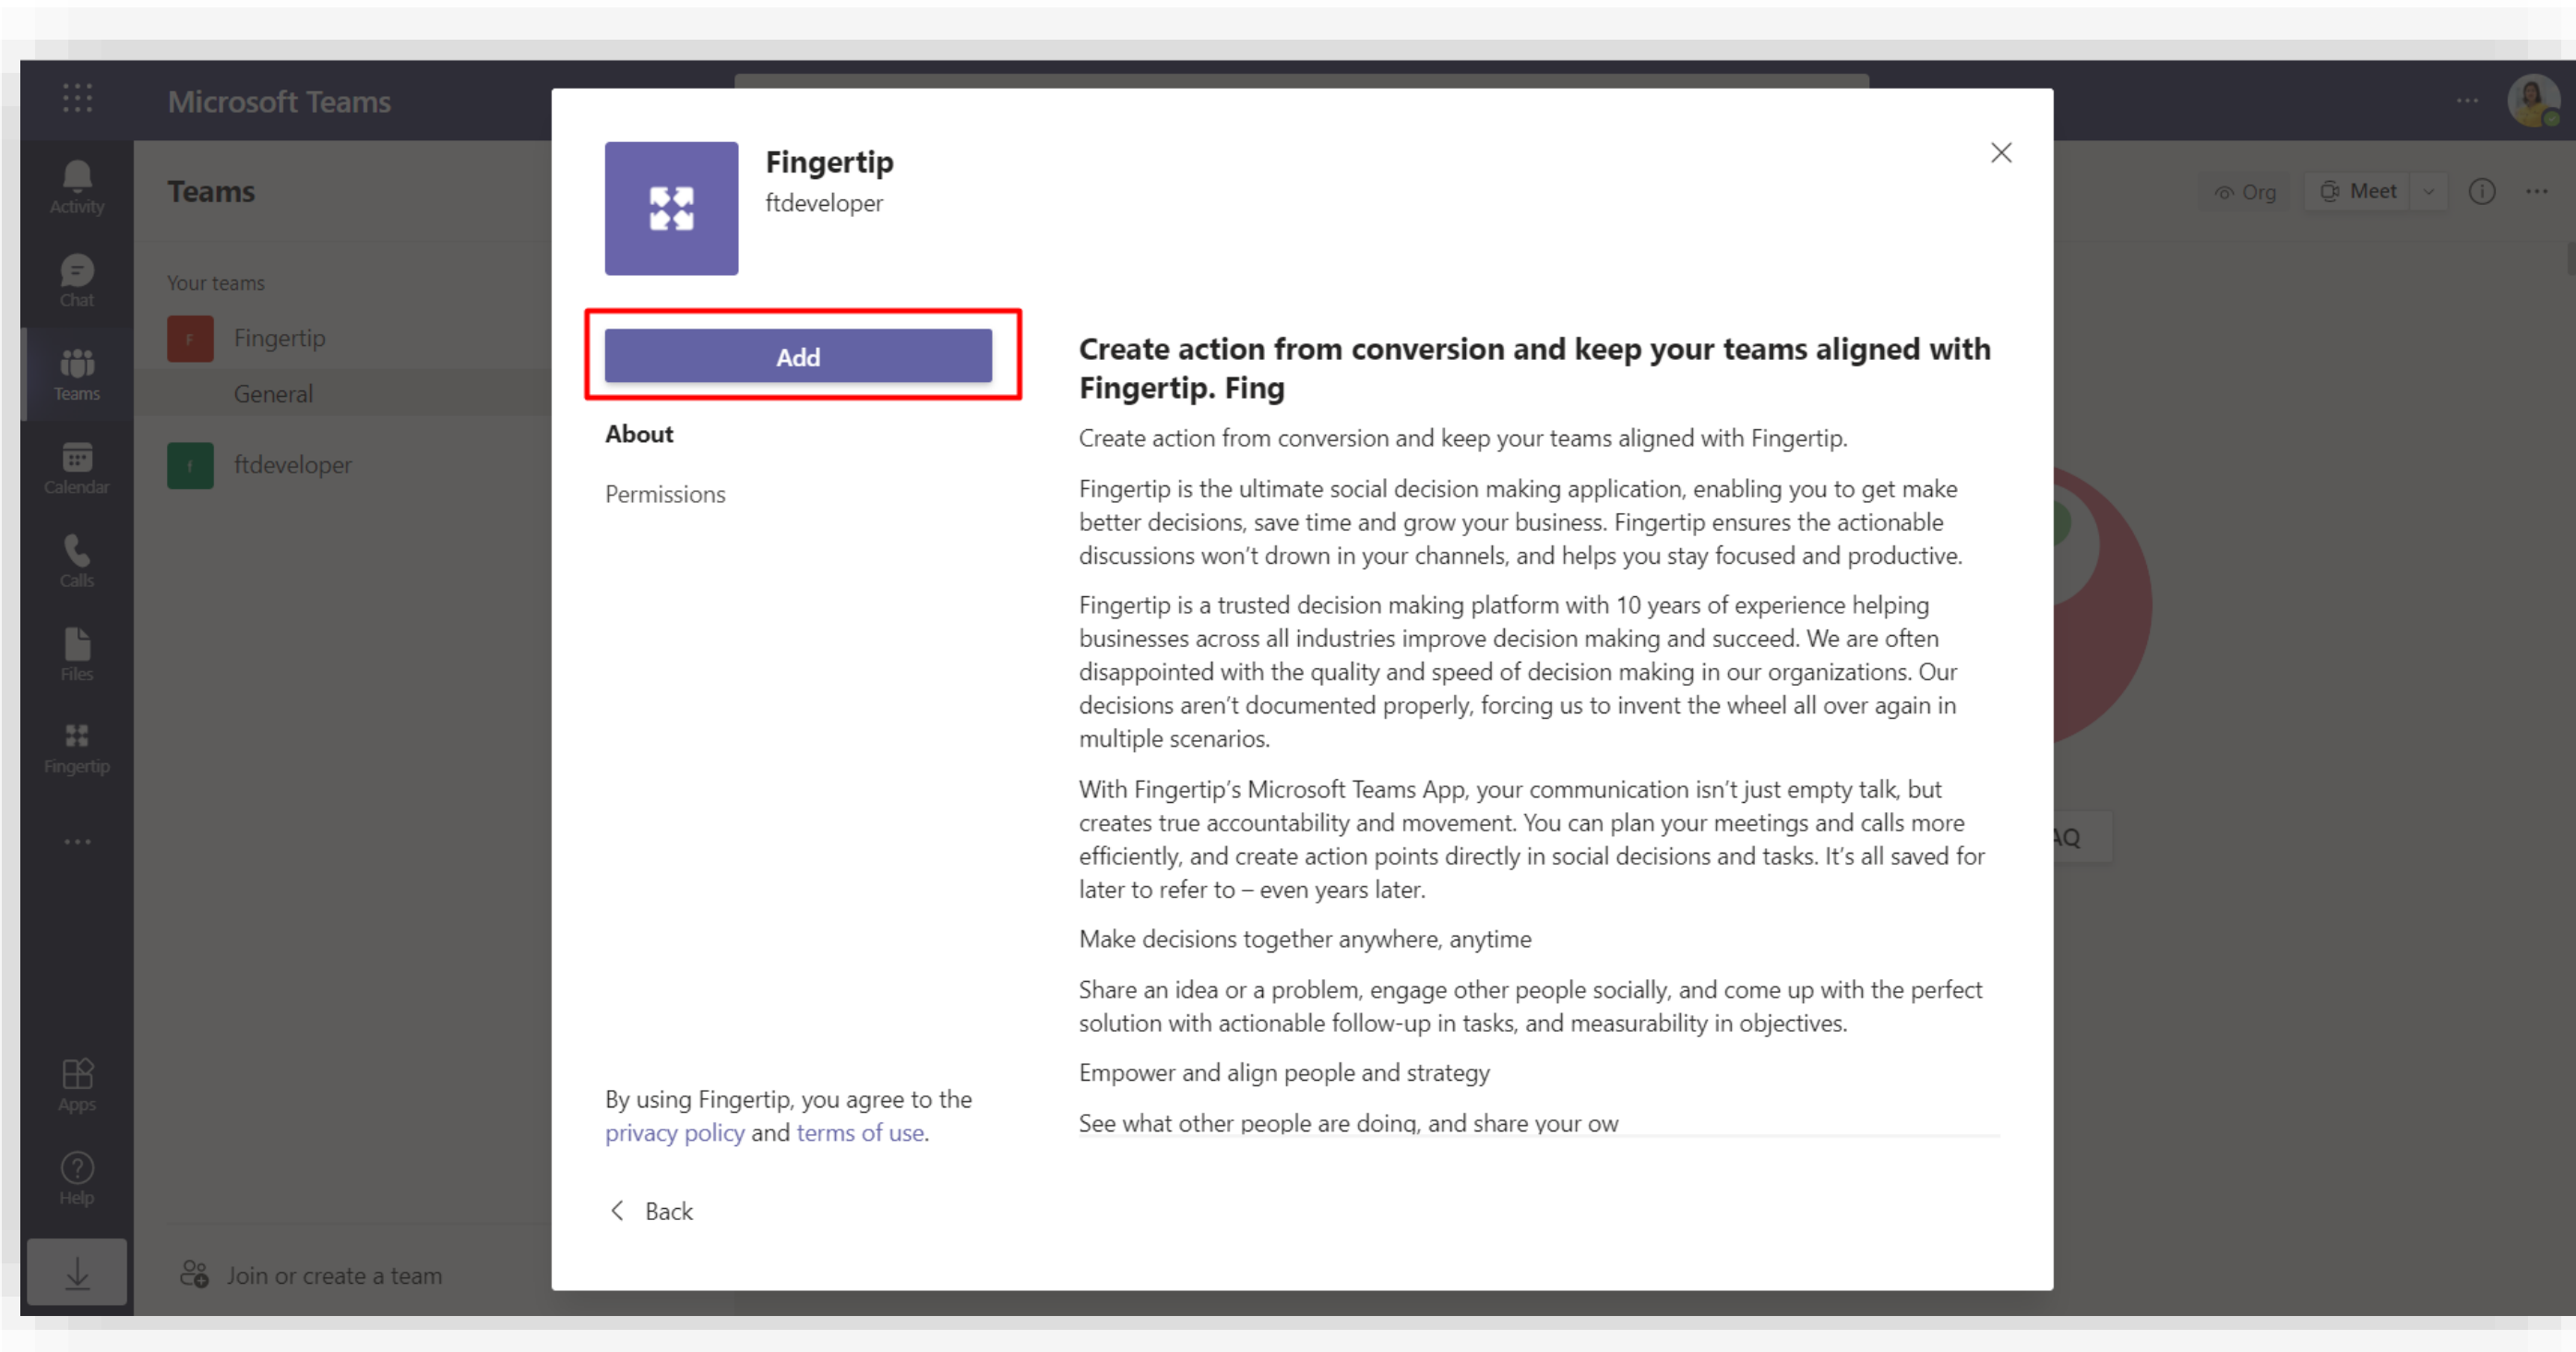 Microsoft Teams
Activity
Chat
Teams
Calendar
Calls
Files
Fingertip
Apps
Help
Teams
Your teams
F Fingertip
General
f ftdeveloper
Join or create a team
Org
Meet
AQ
Fingertip
ftdeveloper
Add
About
Permissions
By using Fingertip, you agree to the
privacy policy and terms of use.
Back
Create action from conversion and keep your teams aligned with
Fingertip. Fing
Create action from conversion and keep your teams aligned with Fingertip.
Fingertip is the ultimate social decision making application, enabling you to get make
better decisions, save time and grow your business. Fingertip ensures the actionable
discussions won't drown in your channels, and helps you stay focused and productive.
Fingertip is a trusted decision making platform with 10 years of experience helping
businesses across all industries improve decision making and succeed. We are often
disappointed with the quality and speed of decision making in our organizations. Our
decisions aren't documented properly, forcing us to invent the wheel all over again in
multiple scenarios.
With Fingertip's Microsoft Teams App, your communication isn't just empty talk, but
creates true accountability and movement. You can plan your meetings and calls more
efficiently, and create action points directly in social decisions and tasks. It's all saved for
later to refer to – even years later.
Make decisions together anywhere, anytime
Share an idea or a problem, engage other people socially, and come up with the perfect
solution with actionable follow-up in tasks, and measurability in objectives.
Empower and align people and strategy
See what other people are doing, and share your ow